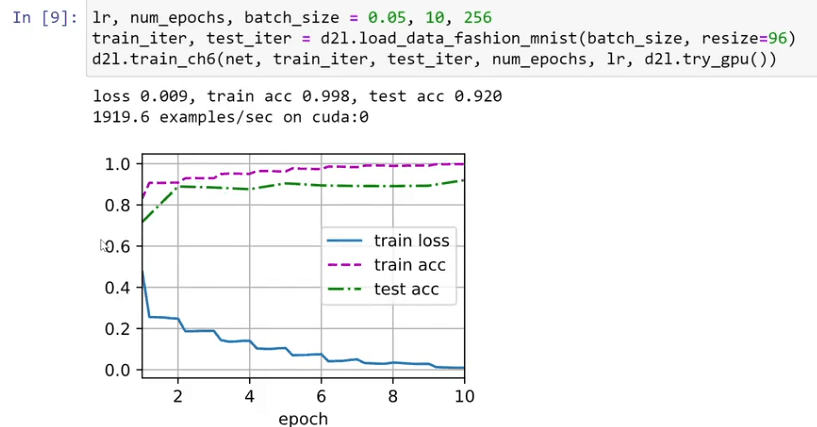 In [9]: lr, num_epochs, batch_size = 0.05, 10, 256
train_iter, test_iter = d2l.load_data_fashion_mnist(batch_size, resize=96)
d2l.train_ch6(net, train_iter, test_iter, num_epochs, lr, d2l.try_gpu())
loss 0.009, train acc 0.998, test acc 0.920
1919.6 examples/sec on cuda:0
1.0
0.8
0.6
train loss
train acc
0.4
test acc
0.2
0.0
2 4 6 8 10
epoch